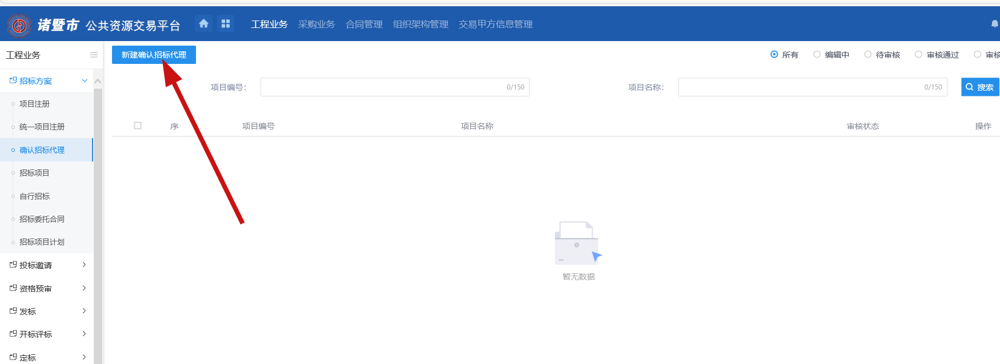 诸暨市 公共资源交易平台 工程业务 采购业务 合同管理 组织架构管理 交易甲方信息管理
工程业务
新建确认招标代理
所有 编辑中 待审核 审核通过 审核
招标方案
项目编号： 0/150 项目名称： 0/150 搜索
项目注册
统一项目注册
序 项目编号 项目名称 审核状态 操作
确认招标代理
招标项目
自行招标
招标委托合同
招标项目计划
投标邀请
暂无数据
资格预审
发标
开标评标
定标